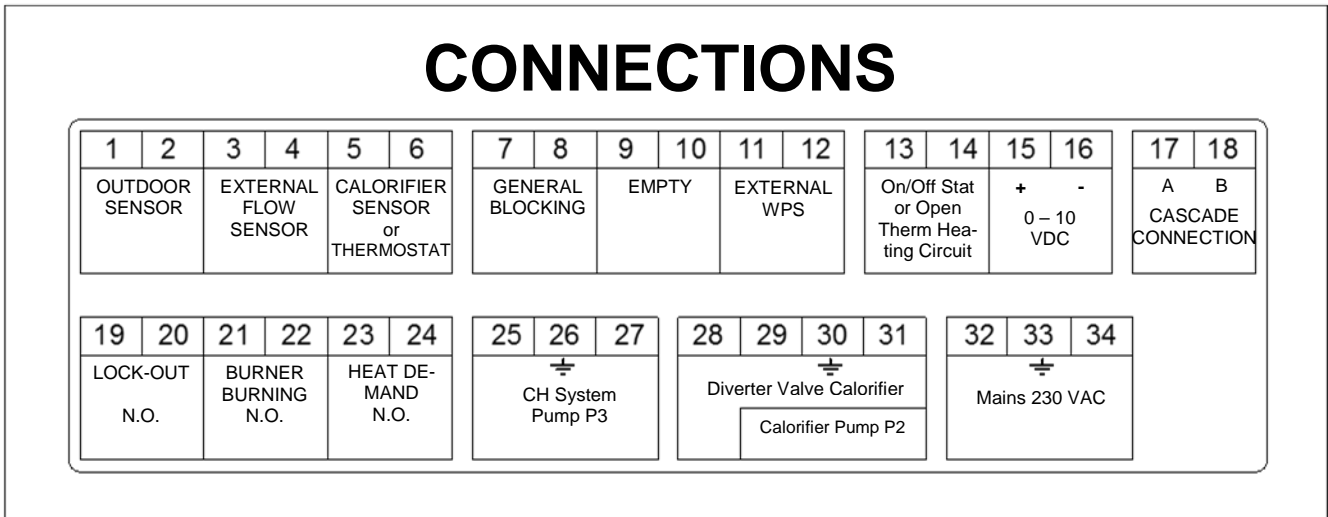 CONNECTIONS
1 2 3 4 5 6 7 8 9 10 11 12 13 14 15 16 17 18
OUTDOOR
SENSOR
EXTERNAL
FLOW
SENSOR
CALORIFIER
SENSOR
or
THERMOSTAT
GENERAL
BLOCKING
EMPTY
EXTERNAL
WPS
On/Off Stat
or Open
Therm Hea-
ting Circuit
+ -
0 – 10
VDC
A B
CASCADE
CONNECTION
19 20 21 22 23 24 25 26 27 28 29 30 31 32 33 34
LOCK-OUT
N.O.
BURNER
BURNING
N.O.
HEAT DE-
MAND
N.O.
CH System
Pump P3
Diverter Valve Calorifier
Calorifier Pump P2
Mains 230 VAC